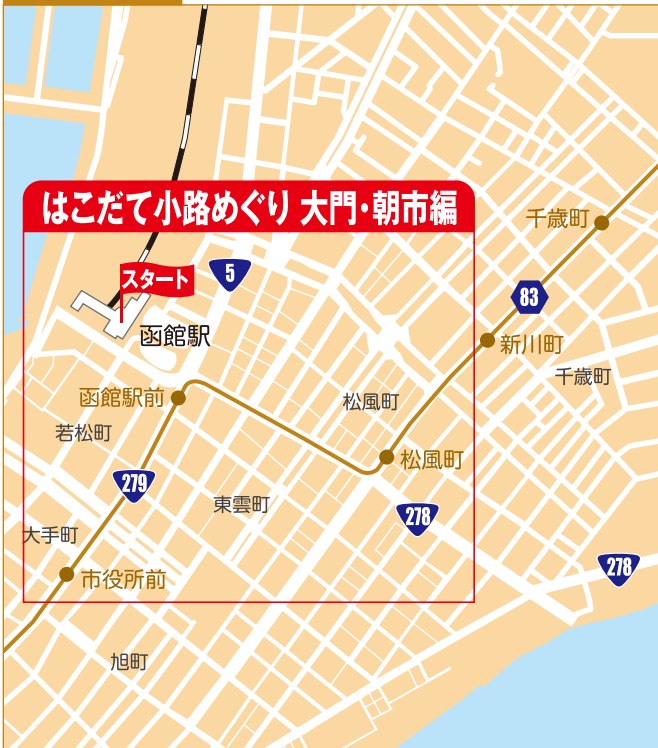 はこだて小路めぐり 大門・朝市編
千歳町
スタート
5
83
函館駅
新川町
千歳町
函館駅前
松風町
若松町
松風町
279
東雲町
278
大手町
278
市役所前
旭町